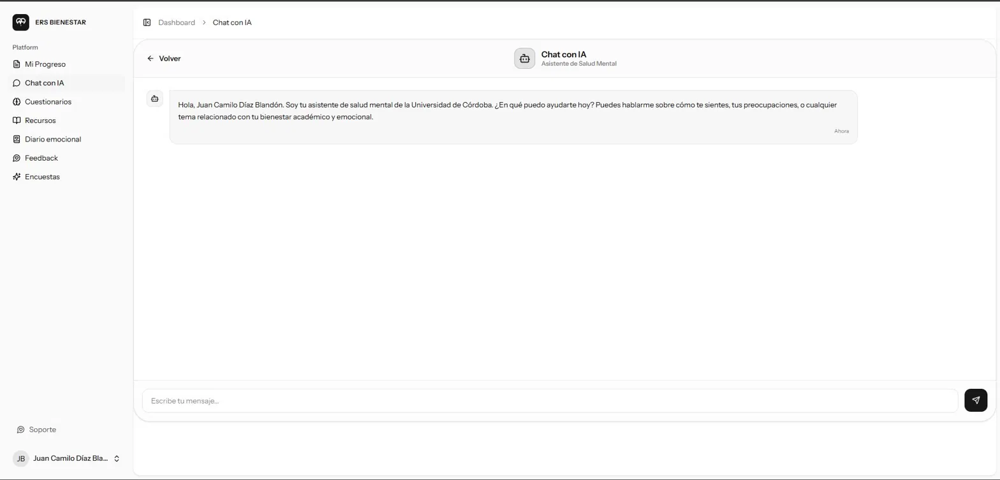 ERS BIENESTAR
Platform
Mi Progreso
Chat con IA
Cuestionarios
Recursos
Diario emocional
Feedback
Encuestas
Soporte
JB Juan Camilo Díaz Bla...
Dashboard > Chat con IA
Volver
Chat con IA
Asistente de Salud Mental
Hola, Juan Camilo Díaz Blandón. Soy tu asistente de salud mental de la Universidad de Córdoba. ¿En qué puedo ayudarte hoy? Puedes hablarme sobre cómo te sientes, tus preocupaciones, o cualquier
tema relacionado con tu bienestar académico y emocional.
Ahora
Escribe tu mensaje...